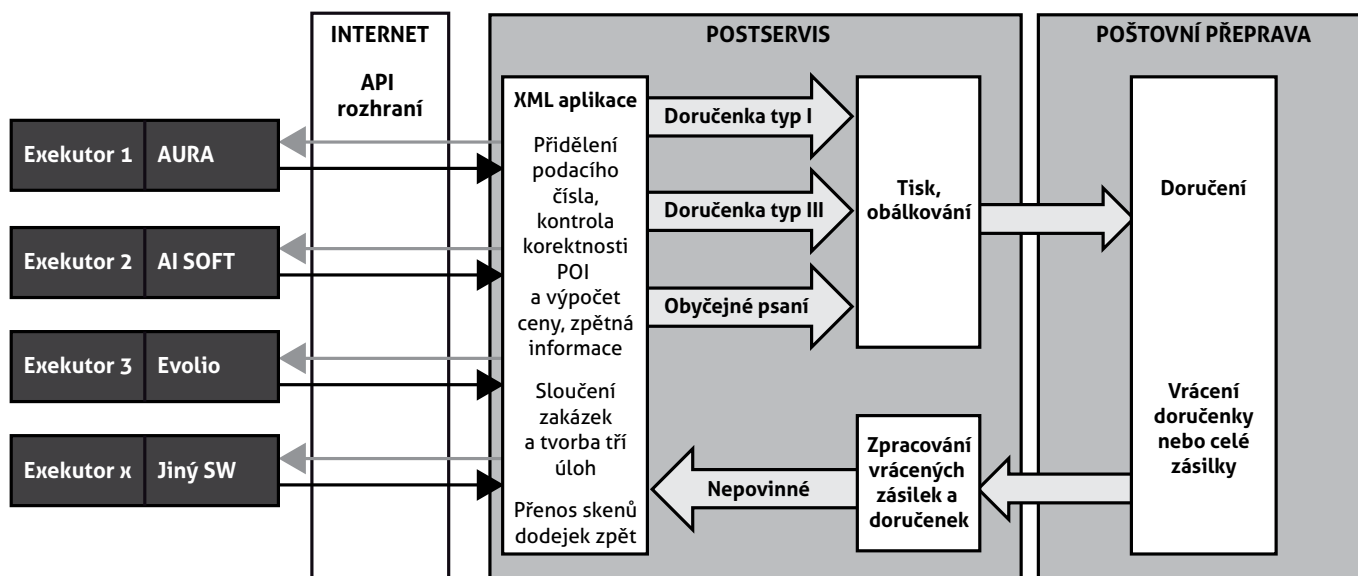 INTERNET
API
rozhraní
POSTSERVIS
POŠTOVNÍ PŘEPRAVA
Exekutor 1 AURA
Exekutor 2 AI SOFT
Exekutor 3 Evolio
Exekutor x Jiný SW
XML aplikace
Přidělení
podacího
čísla,
kontrola
korektnosti
POI
a výpočet
ceny, zpětná
informace
Sloučení
zakázek
a tvorba tří
úloh
Přenos skenů
dodejek zpět
Doručenka typ I
Doručenka typ III
Obyčejné psaní
Tisk,
obálkování
Nepovinné
Zpracování
vrácených
zásilek a
doručenek
Doručení
Vrácení
doručenky
nebo celé
zásilky